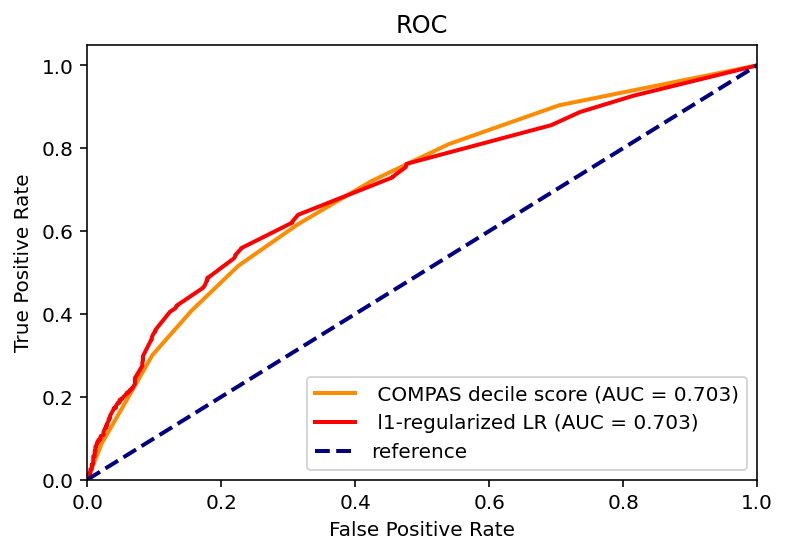 ROC
True Positive Rate
1.0
0.8
0.6
0.4
0.2
0.0
COMPAS decile score (AUC = 0.703)
l1-regularized LR (AUC = 0.703)
reference
0.0 0.2 0.4 0.6 0.8 1.0
False Positive Rate